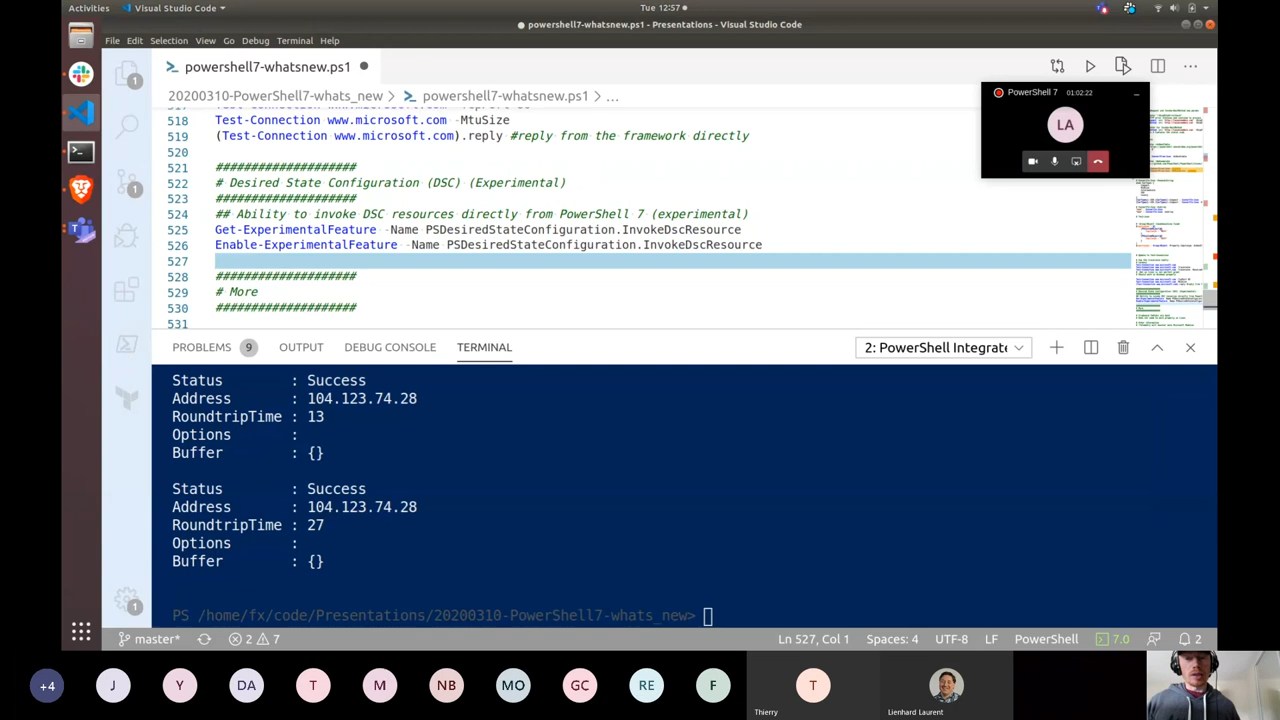 Activities
Visual Studio Code
Tue 12:57
powershell7-whatsnew.ps1 - Presentations - Visual Studio Code
File Edit Selection View Go Debug Terminal Help
powershell7-whatsnew.ps1
20200310-PowerShell7-whats_new > powershell7-whatsnew.ps1 > ...
518 Test-Connection www.microsoft.com -MtuSize
519 (Test-Connection www.microsoft.com).reply #reply from the framework directly
520
521 ####################
522 # Desired State Configuration (DSC) (Experimental)
523 ####################
524 ## Ability to invoke DSc resources directly from PowerShell 7 (experimental)
525 Get-ExperimentalFeature -Name PSDesiredStateConfiguration.InvokeDscResource
526 Enable-ExperimentalFeature -Name PSDesiredStateConfiguration.InvokeDscResource
527
528 ####################
529 # More
530 ####################
531
PowerShell 7 01:02:22
LA
PROBLEMS 9 OUTPUT DEBUG CONSOLE TERMINAL
2: PowerShell Integrate
Status : Success
Address : 104.123.74.28
RoundtripTime : 13
Options :
Buffer : {}
Status : Success
Address : 104.123.74.28
RoundtripTime : 27
Options :
Buffer : {}
PS /home/fx/code/Presentations/20200310-PowerShell7-whats_new>
master* 2 7
Ln 527, Col 1 Spaces: 4 UTF-8 LF PowerShell 7.0 2
+4 J Y DA T M NB MO GC RE F T
Thierry
Lienhard Laurent